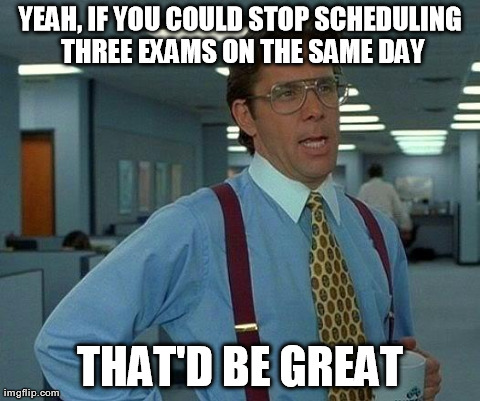 YEAH, IF YOU COULD STOP SCHEDULING
THREE EXAMS ON THE SAME DAY
THAT'D BE GREAT
imgflip.com